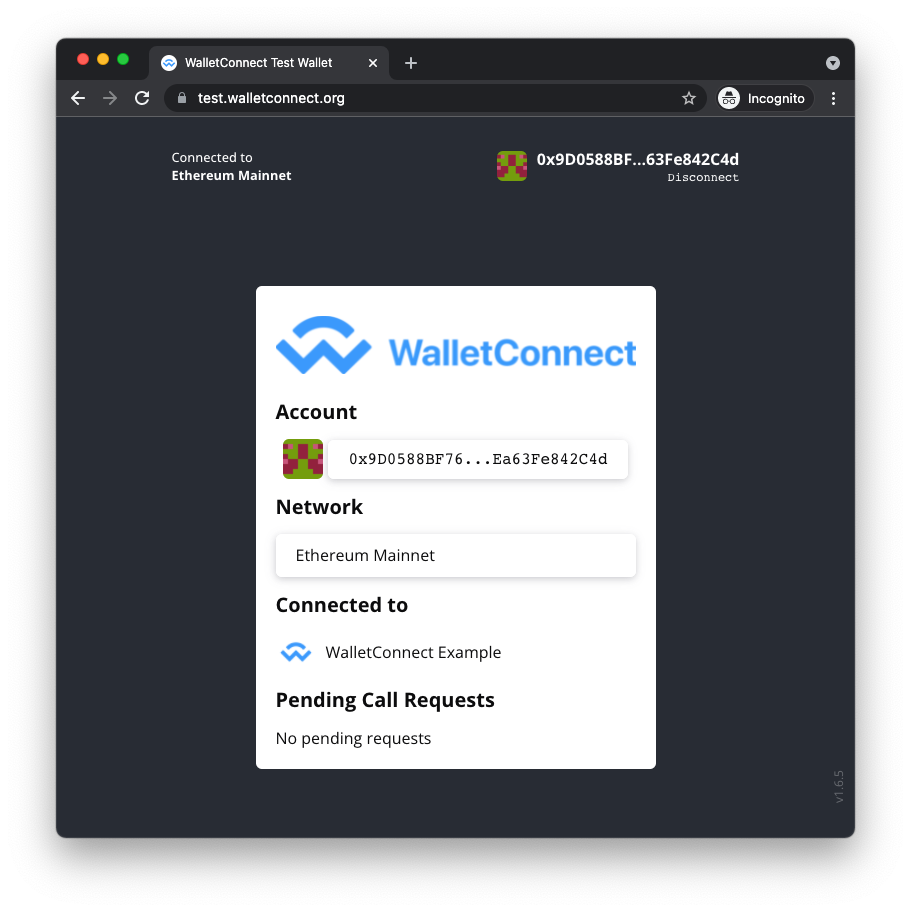 WalletConnect Test Wallet
test.walletconnect.org
Incognito
Connected to
Ethereum Mainnet
0x9D0588BF...63Fe842C4d
Disconnect
WalletConnect
Account
0x9D0588BF76...Ea63Fe842C4d
Network
Ethereum Mainnet
Connected to
WalletConnect Example
Pending Call Requests
No pending requests
v1.6.5